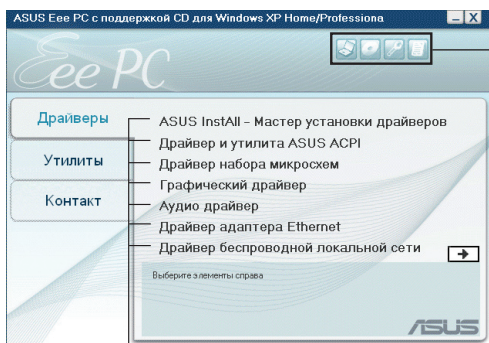 ASUS Eee PC с поддержкой CD для Windows XP Home/Professiona
Eee PC
Драйверы
Утилиты
Контакт
ASUS InstAll - Мастер установки драйверов
Драйвер и утилита ASUS ACPI
Драйвер набора микросхем
Графический драйвер
Аудио драйвер
Драйвер адаптера Ethernet
Драйвер беспроводной локальной сети
Выберите элементы справа
ASUS